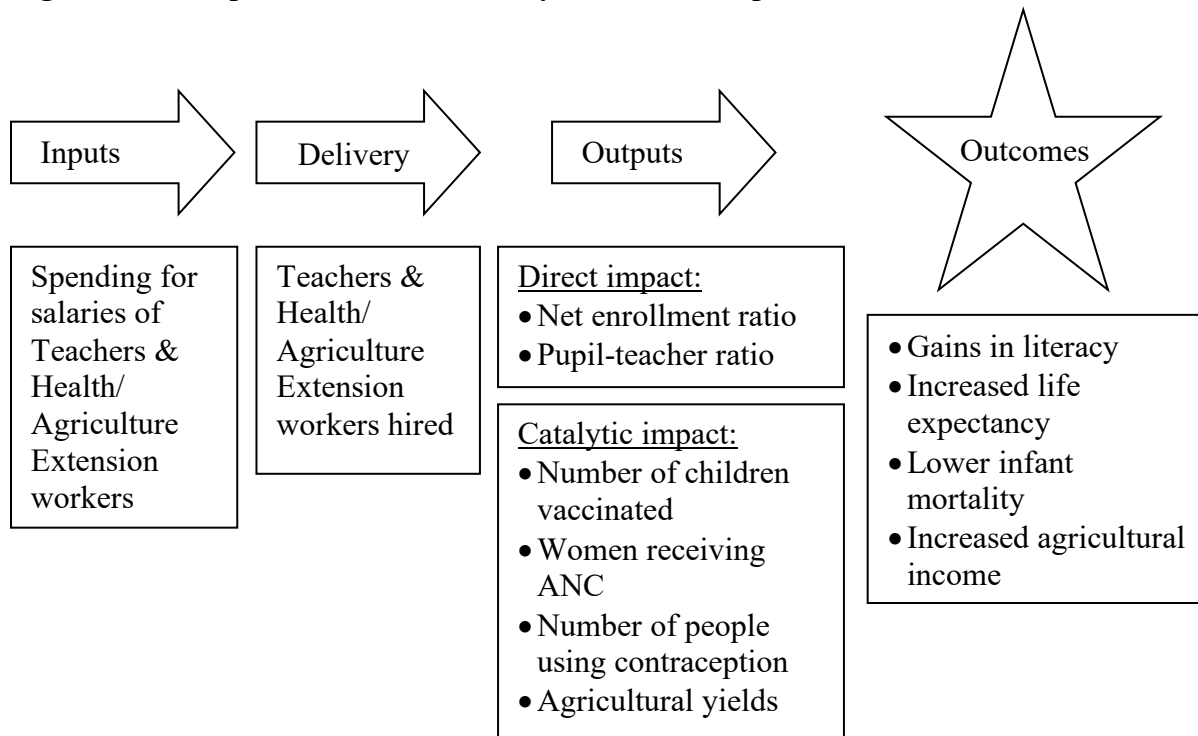 Inputs
Delivery
Outputs
Outcomes
Spending for
salaries of
Teachers &
Health/
Agriculture
Extension
workers
Teachers &
Health/
Agriculture
Extension
workers hired
Direct impact:
• Net enrollment ratio
• Pupil-teacher ratio
Catalytic impact:
• Number of children
vaccinated
• Women receiving
ANC
• Number of people
using contraception
• Agricultural yields
• Gains in literacy
• Increased life
expectancy
• Lower infant
mortality
• Increased agricultural
income